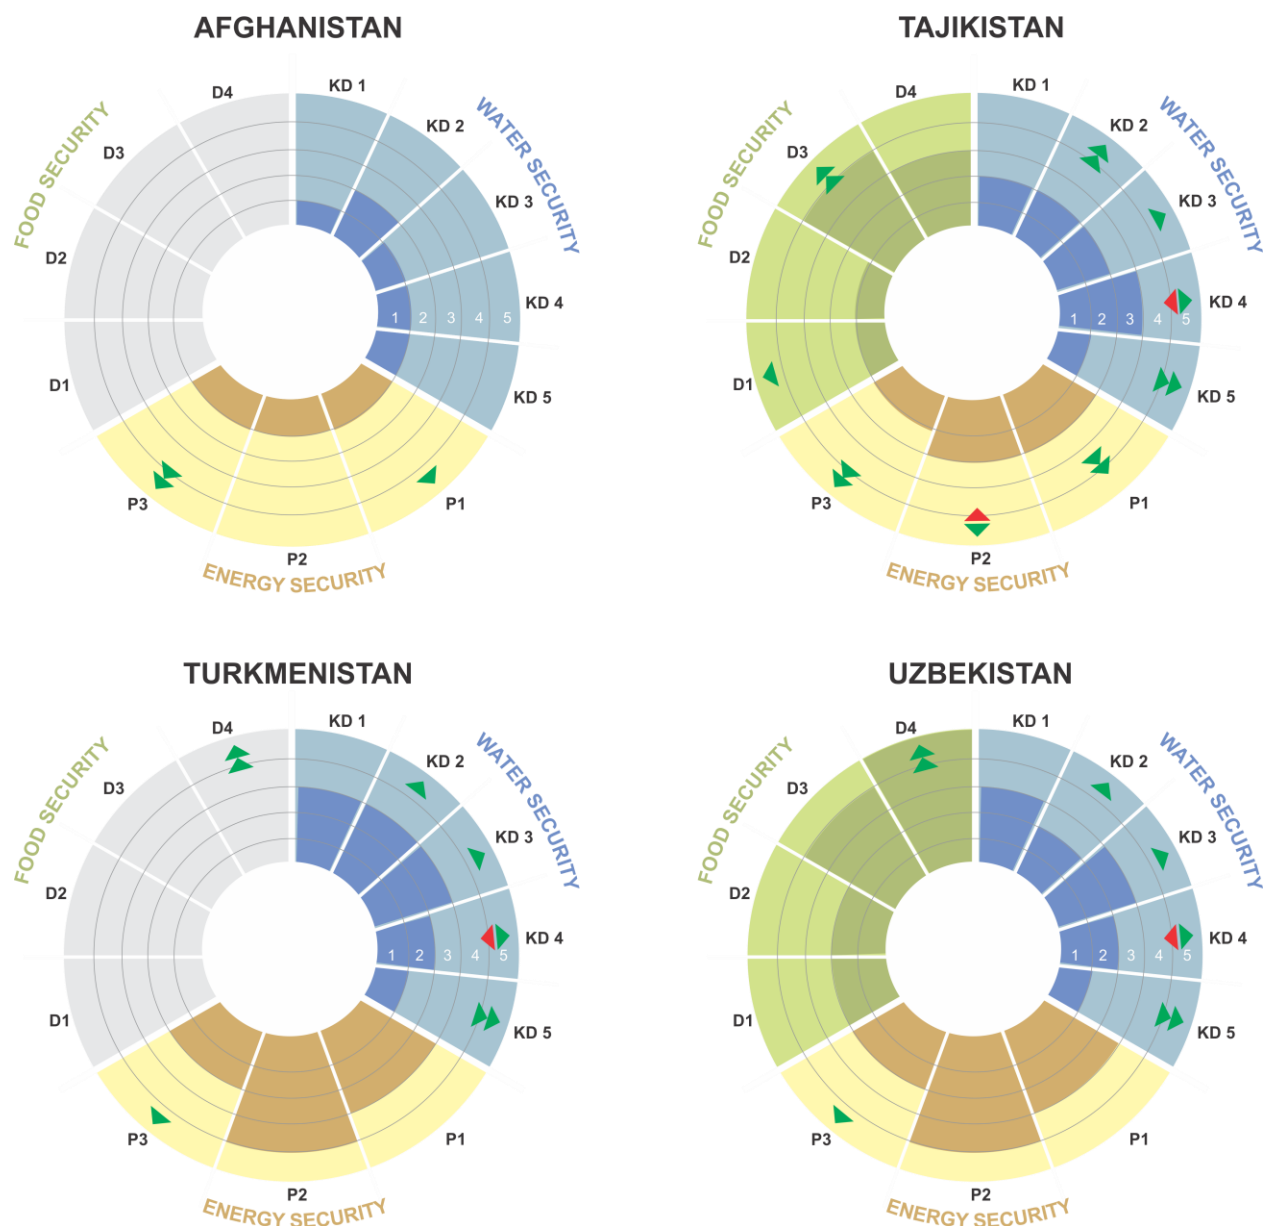 AFGHANISTAN
FOOD SECURITY
WATER SECURITY
ENERGY SECURITY
D4
D3
D2
D1
KD 1
KD 2
KD 3
KD 4
KD 5
1 2 3 4 5
P3
P2
P1
TAJIKISTAN
FOOD SECURITY
WATER SECURITY
ENERGY SECURITY
D4
D3
D2
D1
KD 1
KD 2
KD 3
KD 4
KD 5
1 2 3 4 5
P3
P2
P1
TURKMENISTAN
FOOD SECURITY
WATER SECURITY
ENERGY SECURITY
D4
D3
D2
D1
KD 1
KD 2
KD 3
KD 4
KD 5
1 2 3 4 5
P3
P2
P1
UZBEKISTAN
FOOD SECURITY
WATER SECURITY
ENERGY SECURITY
D4
D3
D2
D1
KD 1
KD 2
KD 3
KD 4
KD 5
1 2 3 4 5
P3
P2
P1